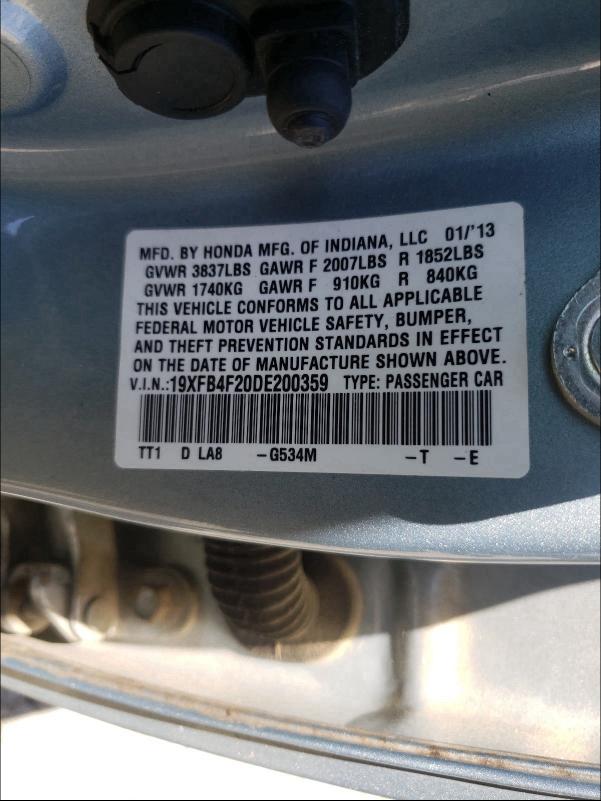 MFD. BY HONDA MFG. OF INDIANA, LLC 01/'13
GVWR 3837LBS GAWR F 2007LBS R 1852LBS
GVWR 1740KG GAWR F 910KG R 840KG
THIS VEHICLE CONFORMS TO ALL APPLICABLE
FEDERAL MOTOR VEHICLE SAFETY, BUMPER,
AND THEFT PREVENTION STANDARDS IN EFFECT
ON THE DATE OF MANUFACTURE SHOWN ABOVE.
V.I.N.:19XFB4F20DE200359 TYPE: PASSENGER CAR
TT1 D LA8 -G534M -T -E